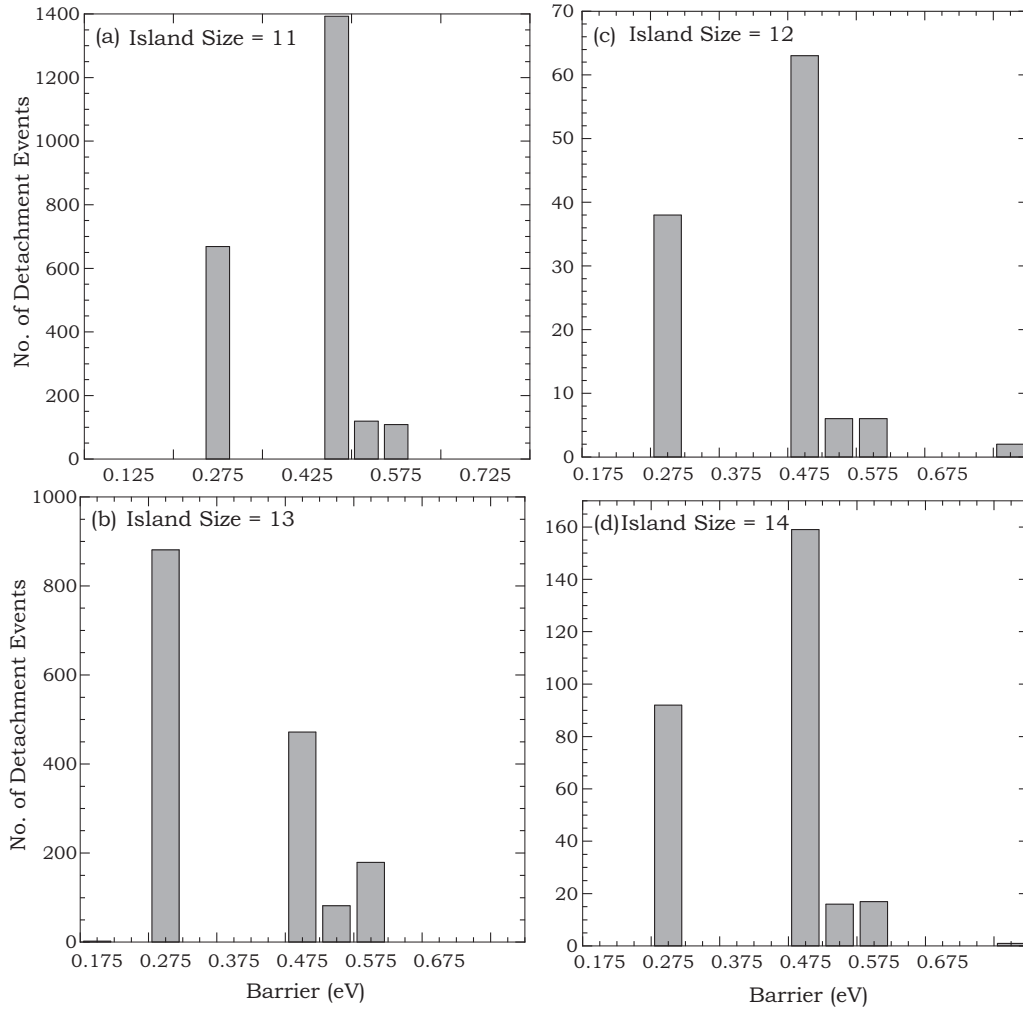 (a) Island Size = 11
No. of Detachment Events
1400
1200
1000
800
600
400
200
0
0.125 0.275 0.425 0.575 0.725
(c) Island Size = 12
70
60
50
40
30
20
10
0
0.175 0.275 0.375 0.475 0.575 0.675
(b) Island Size = 13
No. of Detachment Events
1000
800
600
400
200
0
0.175 0.275 0.375 0.475 0.575 0.675
Barrier (eV)
(d)Island Size = 14
160
140
120
100
80
60
40
20
0
0.175 0.275 0.375 0.475 0.575 0.675
Barrier (eV)